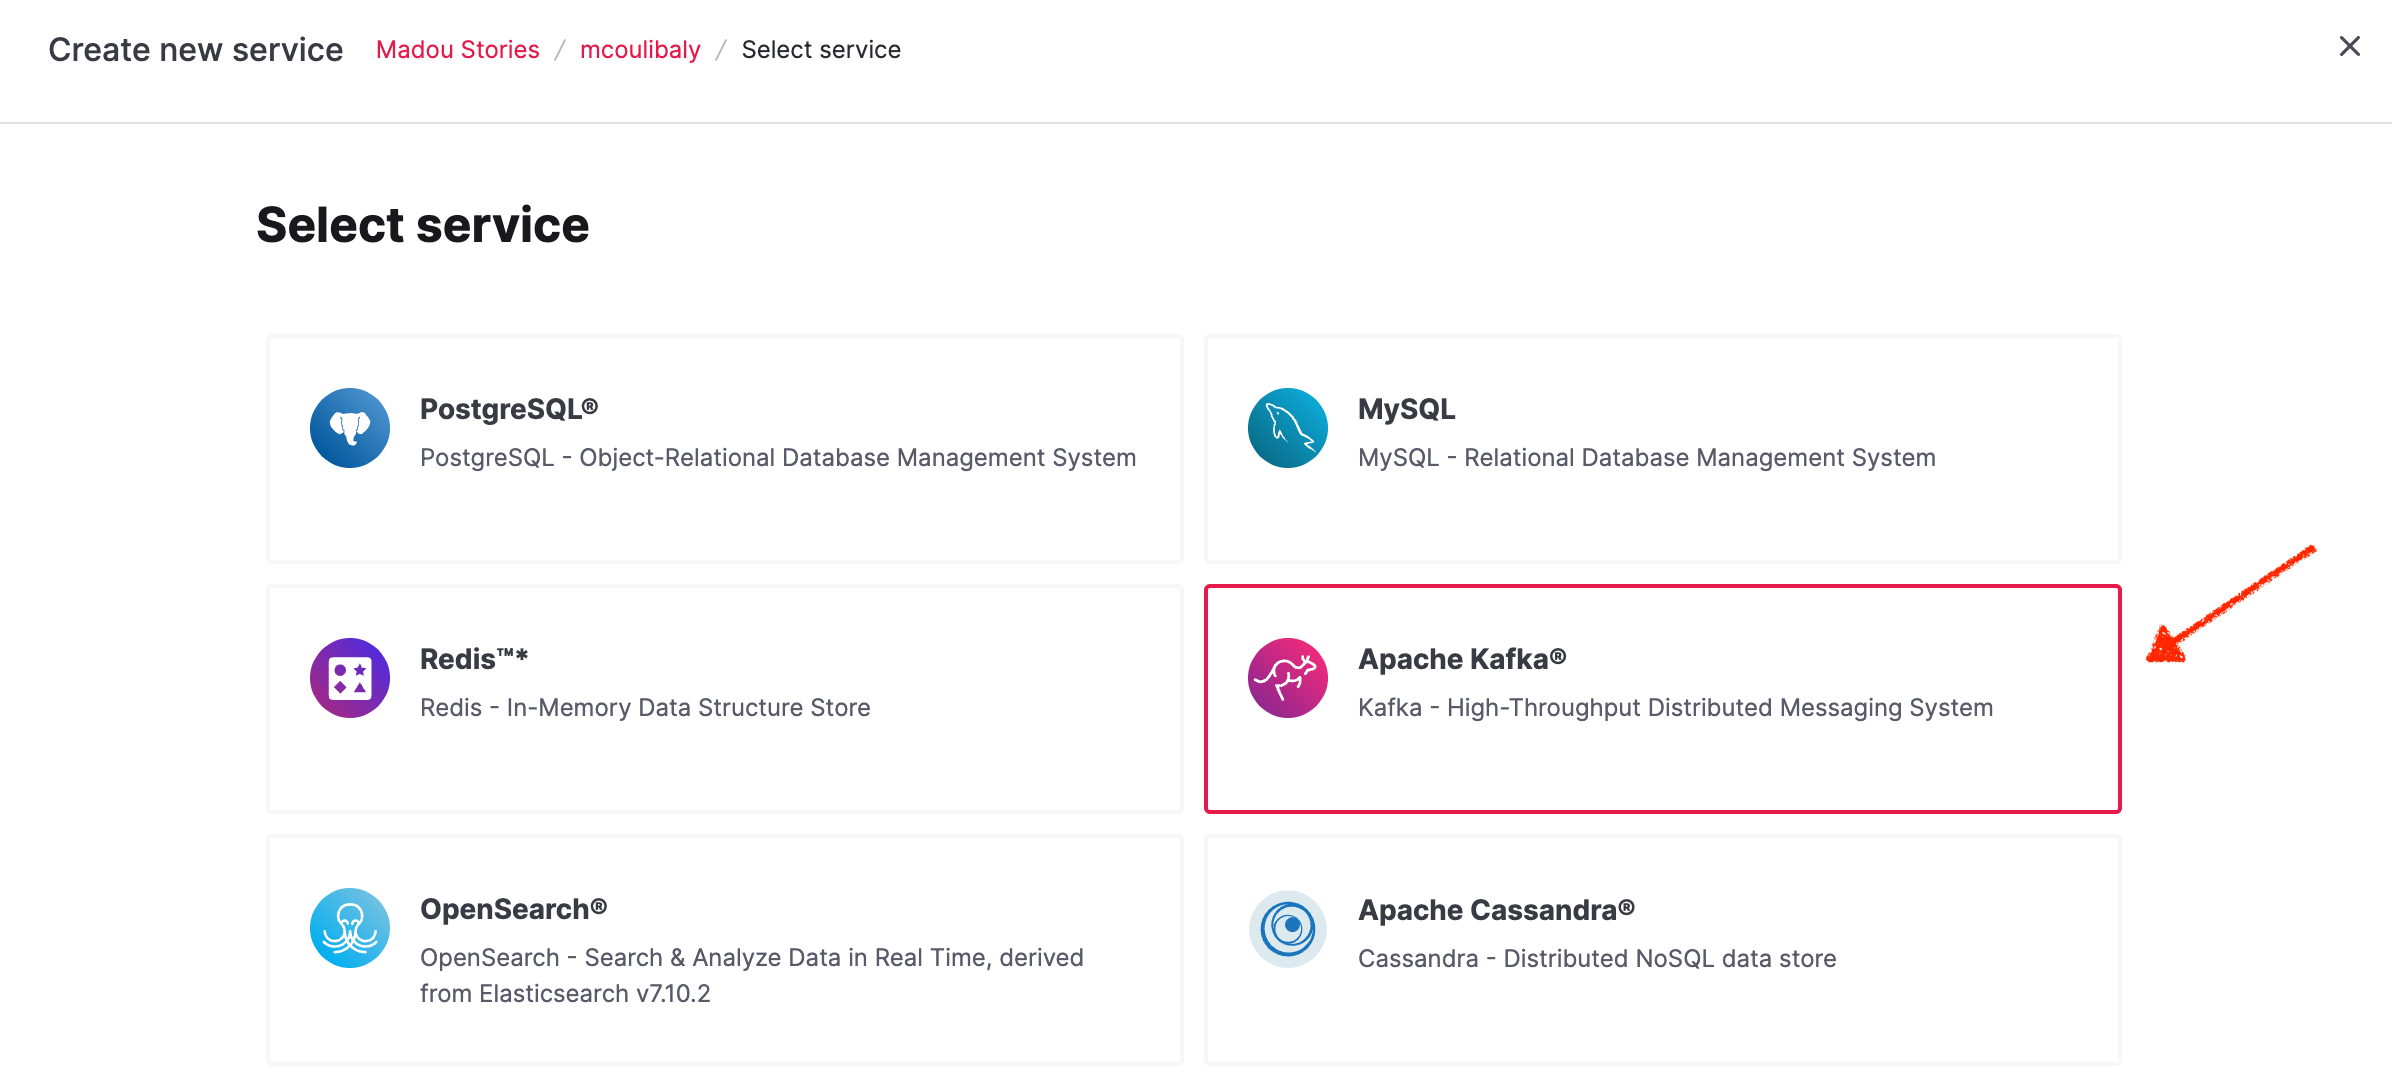 Create new service Madou Stories / mcoulibaly / Select service
Select service
PostgreSQL®
PostgreSQL - Object-Relational Database Management System
MySQL
MySQL - Relational Database Management System
Redis™*
Redis - In-Memory Data Structure Store
Apache Kafka®
Kafka - High-Throughput Distributed Messaging System
OpenSearch®
OpenSearch - Search & Analyze Data in Real Time, derived
from Elasticsearch v7.10.2
Apache Cassandra®
Cassandra - Distributed NoSQL data store